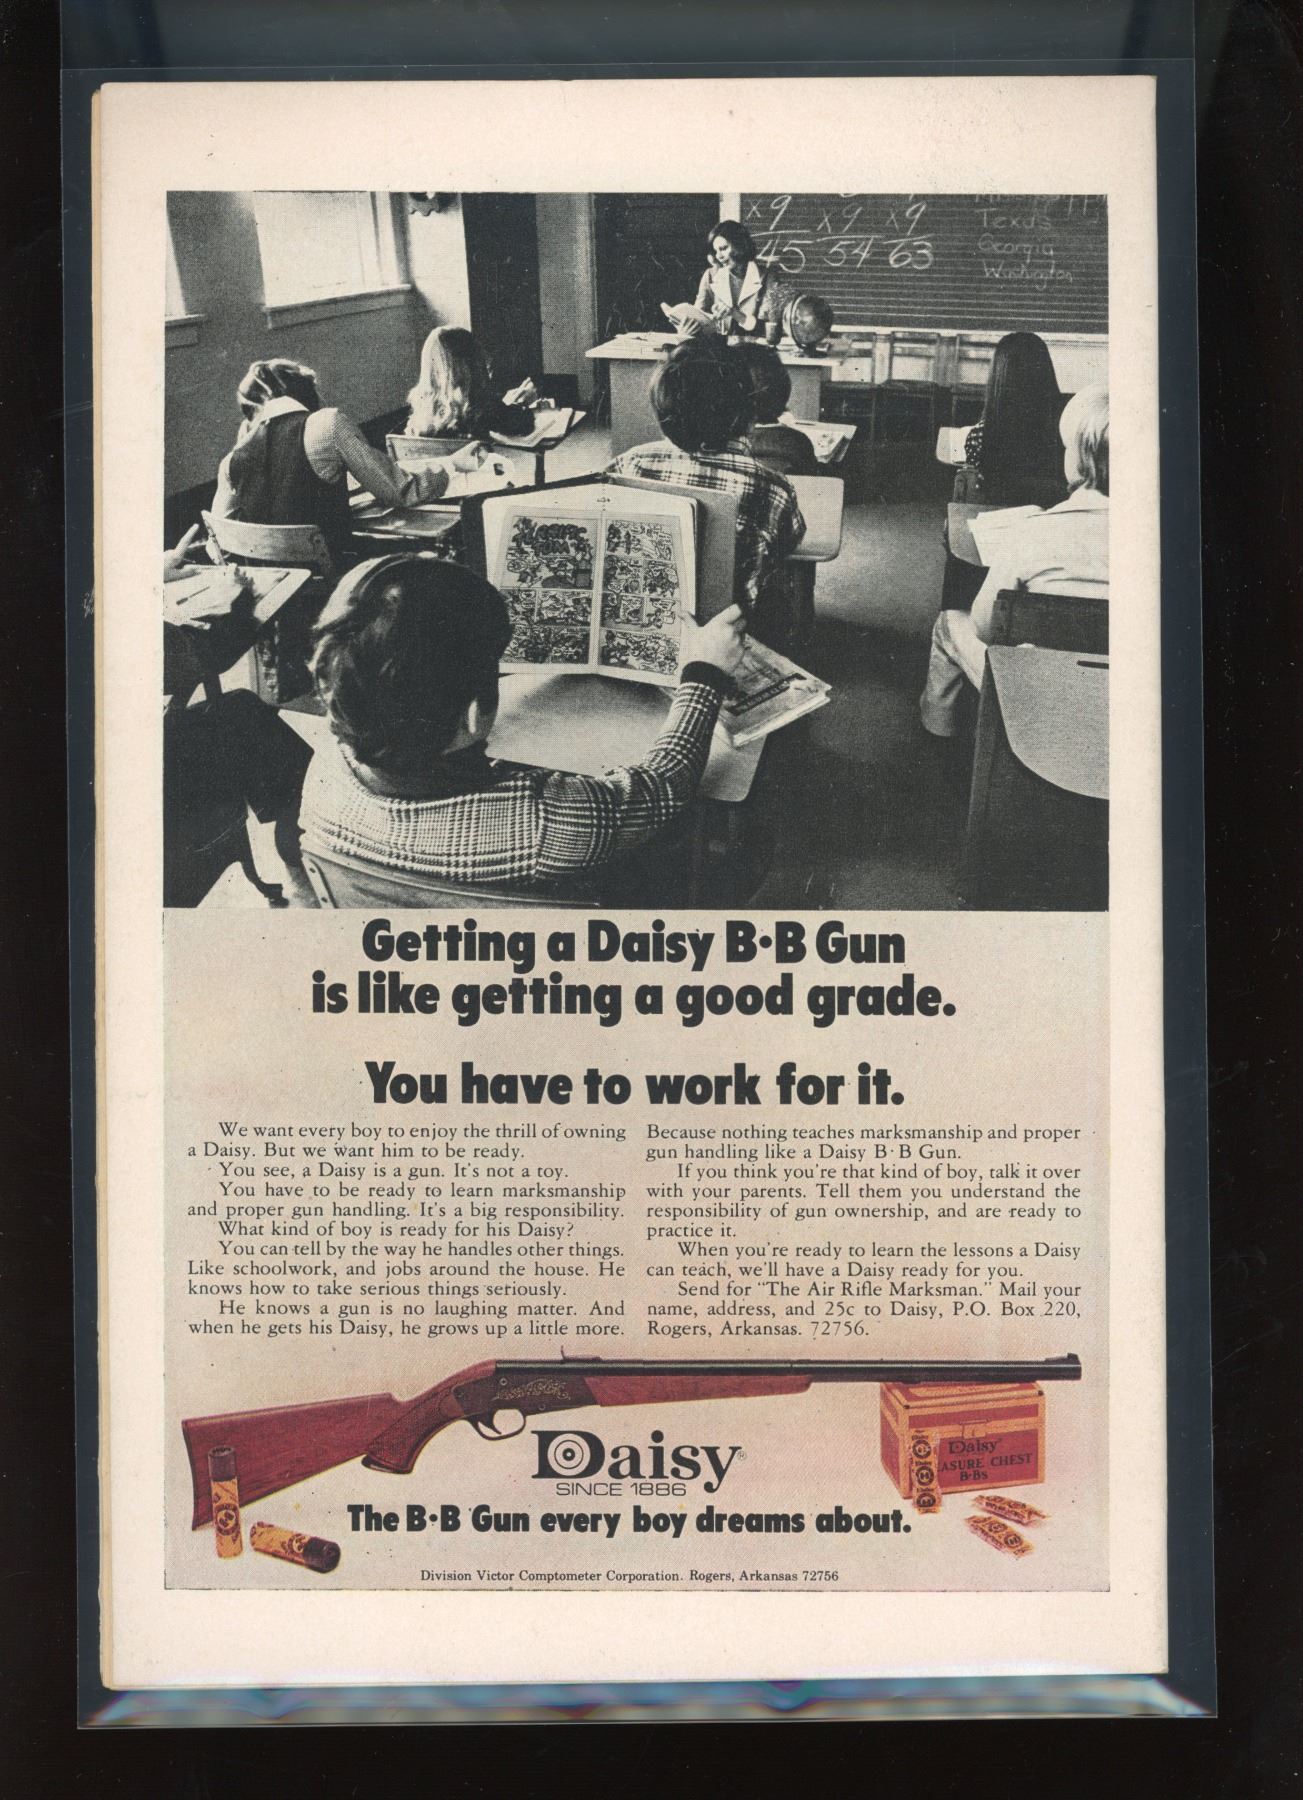 x9 x9 x9
45 54 63
Texas
Georgia
Washington
Getting a Daisy B·B Gun
is like getting a good grade.
You have to work for it.
We want every boy to enjoy the thrill of owning
a Daisy. But we want him to be ready.
You see, a Daisy is a gun. It's not a toy.
You have to be ready to learn marksmanship
and proper gun handling. It's a big responsibility.
What kind of boy is ready for his Daisy?
You can tell by the way he handles other things.
Like schoolwork, and jobs around the house. He
knows how to take serious things seriously.
He knows a gun is no laughing matter. And
when he gets his Daisy, he grows up a little more.
Because nothing teaches marksmanship and proper
gun handling like a Daisy B·B Gun.
If you think you're that kind of boy, talk it over
with your parents. Tell them you understand the
responsibility of gun ownership, and are ready to
practice it.
When you're ready to learn the lessons a Daisy
can teach, we'll have a Daisy ready for you.
Send for "The Air Rifle Marksman." Mail your
name, address, and 25c to Daisy, P.O. Box 220,
Rogers, Arkansas. 72756.
Daisy®
SINCE 1886
Daisy
ASURE CHEST
B·Bs
The B·B Gun every boy dreams about.
Division Victor Comptometer Corporation. Rogers, Arkansas 72756